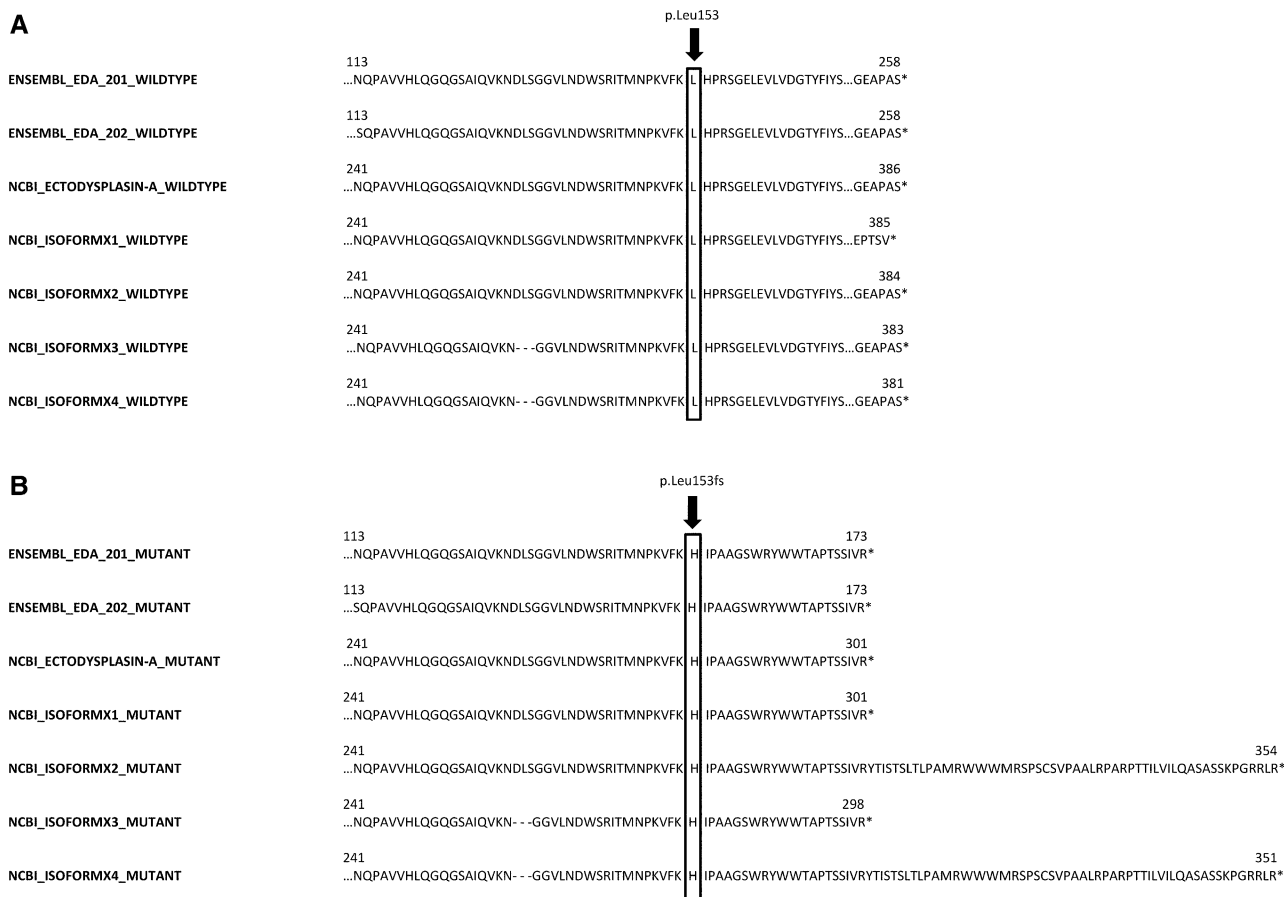 A
p.Leu153
113 258
ENSEMBL_EDA_201_WILDTYPE ...NQPAVVHLQGQGSAIQVKNDLSGGVLNDWSRITMNPKVFK L HPRSGELEVLVDGTYFIYS...GEAPAS*
113 258
ENSEMBL_EDA_202_WILDTYPE ...SQPAVVHLQGQGSAIQVKNDLSGGVLNDWSRITMNPKVFK L HPRSGELEVLVDGTYFIYS...GEAPAS*
241 386
NCBI_ECTODYSPLASIN-A_WILDTYPE ...NQPAVVHLQGQGSAIQVKNDLSGGVLNDWSRITMNPKVFK L HPRSGELEVLVDGTYFIYS...GEAPAS*
241 385
NCBI_ISOFORMX1_WILDTYPE ...NQPAVVHLQGQGSAIQVKNDLSGGVLNDWSRITMNPKVFK L HPRSGELEVLVDGTYFIYS...EPTSV*
241 384
NCBI_ISOFORMX2_WILDTYPE ...NQPAVVHLQGQGSAIQVKNDLSGGVLNDWSRITMNPKVFK L HPRSGELEVLVDGTYFIYS...GEAPAS*
241 383
NCBI_ISOFORMX3_WILDTYPE ...NQPAVVHLQGQGSAIQVKN- - -GGVLNDWSRITMNPKVFK L HPRSGELEVLVDGTYFIYS...GEAPAS*
241 381
NCBI_ISOFORMX4_WILDTYPE ...NQPAVVHLQGQGSAIQVKN- - -GGVLNDWSRITMNPKVFK L HPRSGELEVLVDGTYFIYS...GEAPAS*
B
p.Leu153fs
113 173
ENSEMBL_EDA_201_MUTANT ...NQPAVVHLQGQGSAIQVKNDLSGGVLNDWSRITMNPKVFK H IPAAGSWRYWWTAPTSSIVR*
113 173
ENSEMBL_EDA_202_MUTANT ...SQPAVVHLQGQGSAIQVKNDLSGGVLNDWSRITMNPKVFK H IPAAGSWRYWWTAPTSSIVR*
241 301
NCBI_ECTODYSPLASIN-A_MUTANT ...NQPAVVHLQGQGSAIQVKNDLSGGVLNDWSRITMNPKVFK H IPAAGSWRYWWTAPTSSIVR*
241 301
NCBI_ISOFORMX1_MUTANT ...NQPAVVHLQGQGSAIQVKNDLSGGVLNDWSRITMNPKVFK H IPAAGSWRYWWTAPTSSIVR*
241 354
NCBI_ISOFORMX2_MUTANT ...NQPAVVHLQGQGSAIQVKNDLSGGVLNDWSRITMNPKVFK H IPAAGSWRYWWTAPTSSIVRYTISTSLTLPAMRWWWMRSPSCSVPAALRPARPTTILVILQASASSKPGRRLR*
241 298
NCBI_ISOFORMX3_MUTANT ...NQPAVVHLQGQGSAIQVKN- - -GGVLNDWSRITMNPKVFK H IPAAGSWRYWWTAPTSSIVR*
241 351
NCBI_ISOFORMX4_MUTANT ...NQPAVVHLQGQGSAIQVKN- - -GGVLNDWSRITMNPKVFK H IPAAGSWRYWWTAPTSSIVRYTISTSLTLPAMRWWWMRSPSCSVPAALRPARPTTILVILQASASSKPGRRLR*